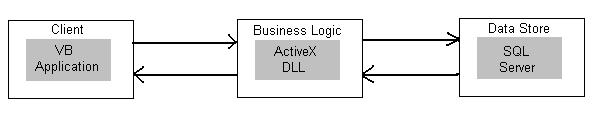 Client
VB
Application
Business Logic
ActiveX
DLL
Data Store
SQL
Server